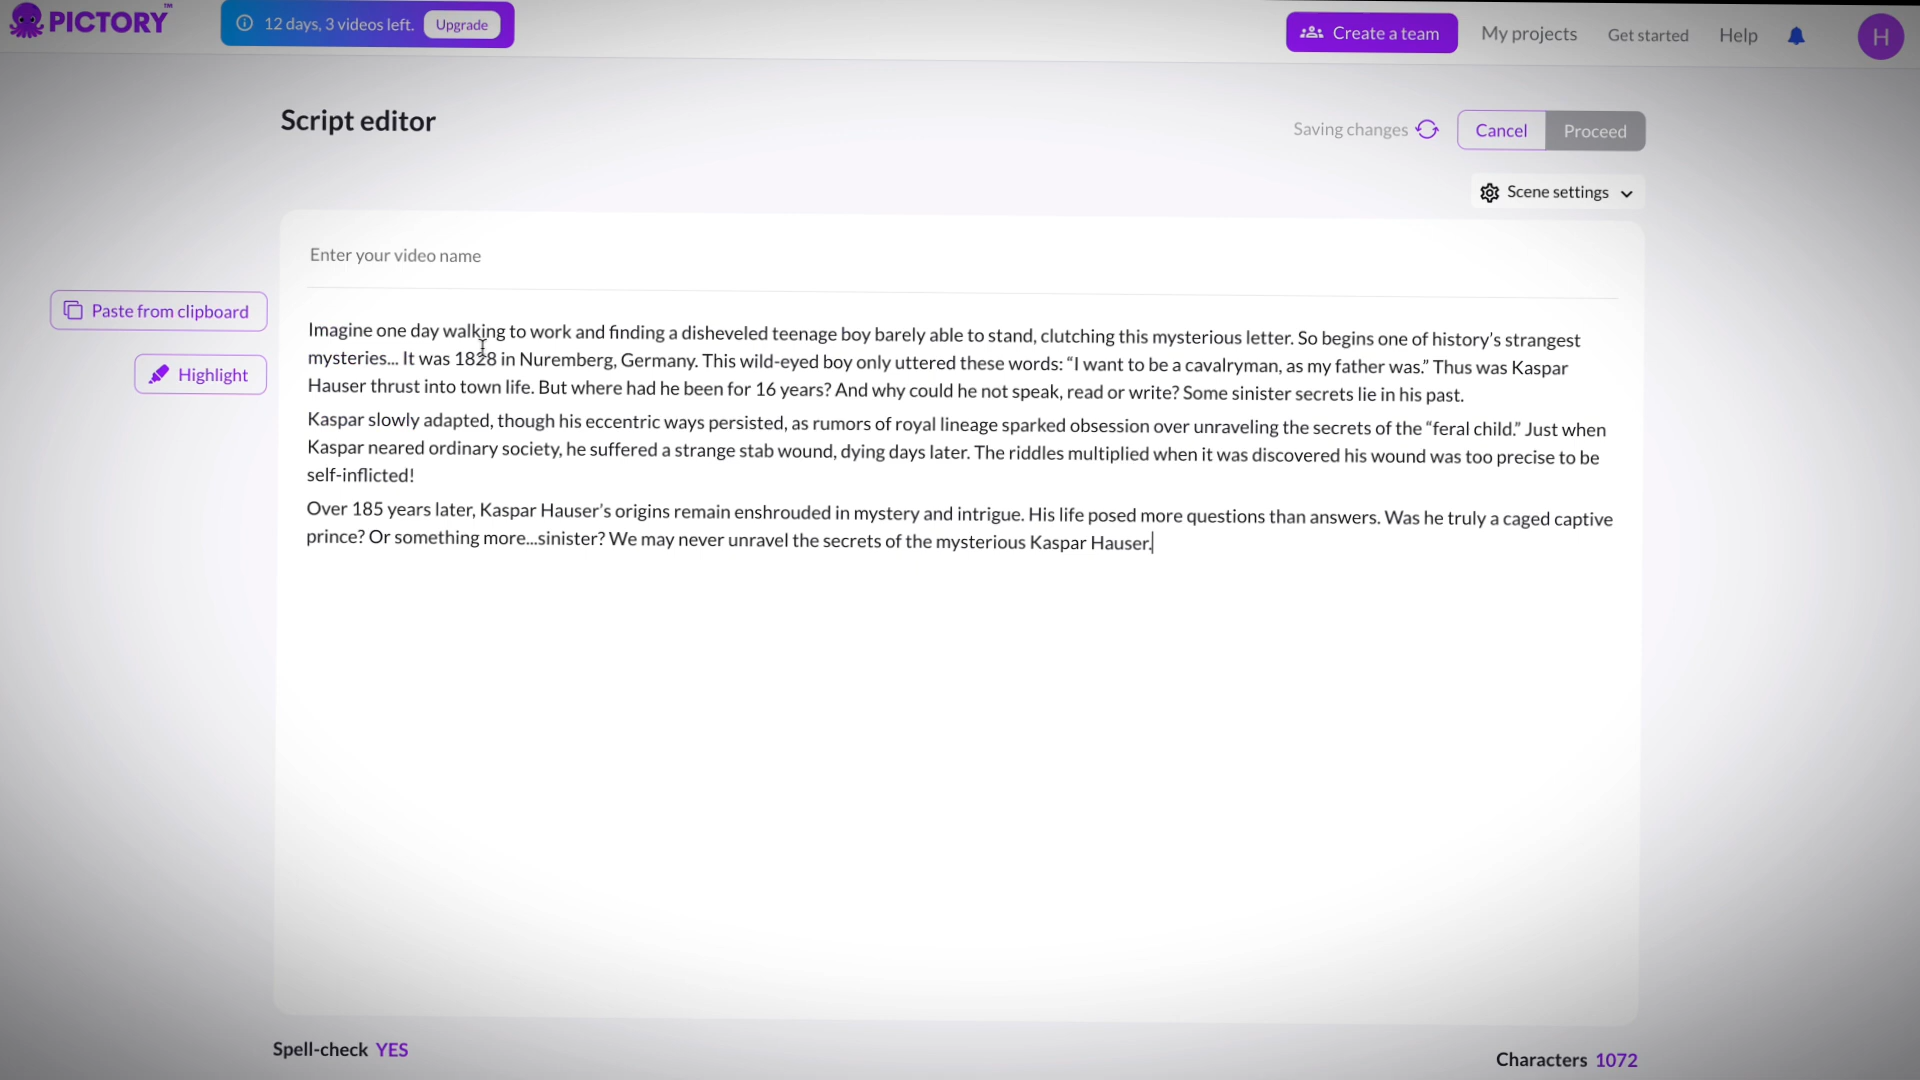 PICTORY™
12 days, 3 videos left. Upgrade
Create a team My projects Get started Help H
Script editor
Saving changes Cancel Proceed
Scene settings
Enter your video name
Paste from clipboard
Highlight
Imagine one day walking to work and finding a disheveled teenage boy barely able to stand, clutching this mysterious letter. So begins one of history’s strangest
mysteries... It was 1828 in Nuremberg, Germany. This wild-eyed boy only uttered these words: “I want to be a cavalryman, as my father was.” Thus was Kaspar
Hauser thrust into town life. But where had he been for 16 years? And why could he not speak, read or write? Some sinister secrets lie in his past.
Kaspar slowly adapted, though his eccentric ways persisted, as rumors of royal lineage sparked obsession over unraveling the secrets of the “feral child.” Just when
Kaspar neared ordinary society, he suffered a strange stab wound, dying days later. The riddles multiplied when it was discovered his wound was too precise to be
self-inflicted!
Over 185 years later, Kaspar Hauser’s origins remain enshrouded in mystery and intrigue. His life posed more questions than answers. Was he truly a caged captive
prince? Or something more...sinister? We may never unravel the secrets of the mysterious Kaspar Hauser.
Spell-check YES
Characters 1072